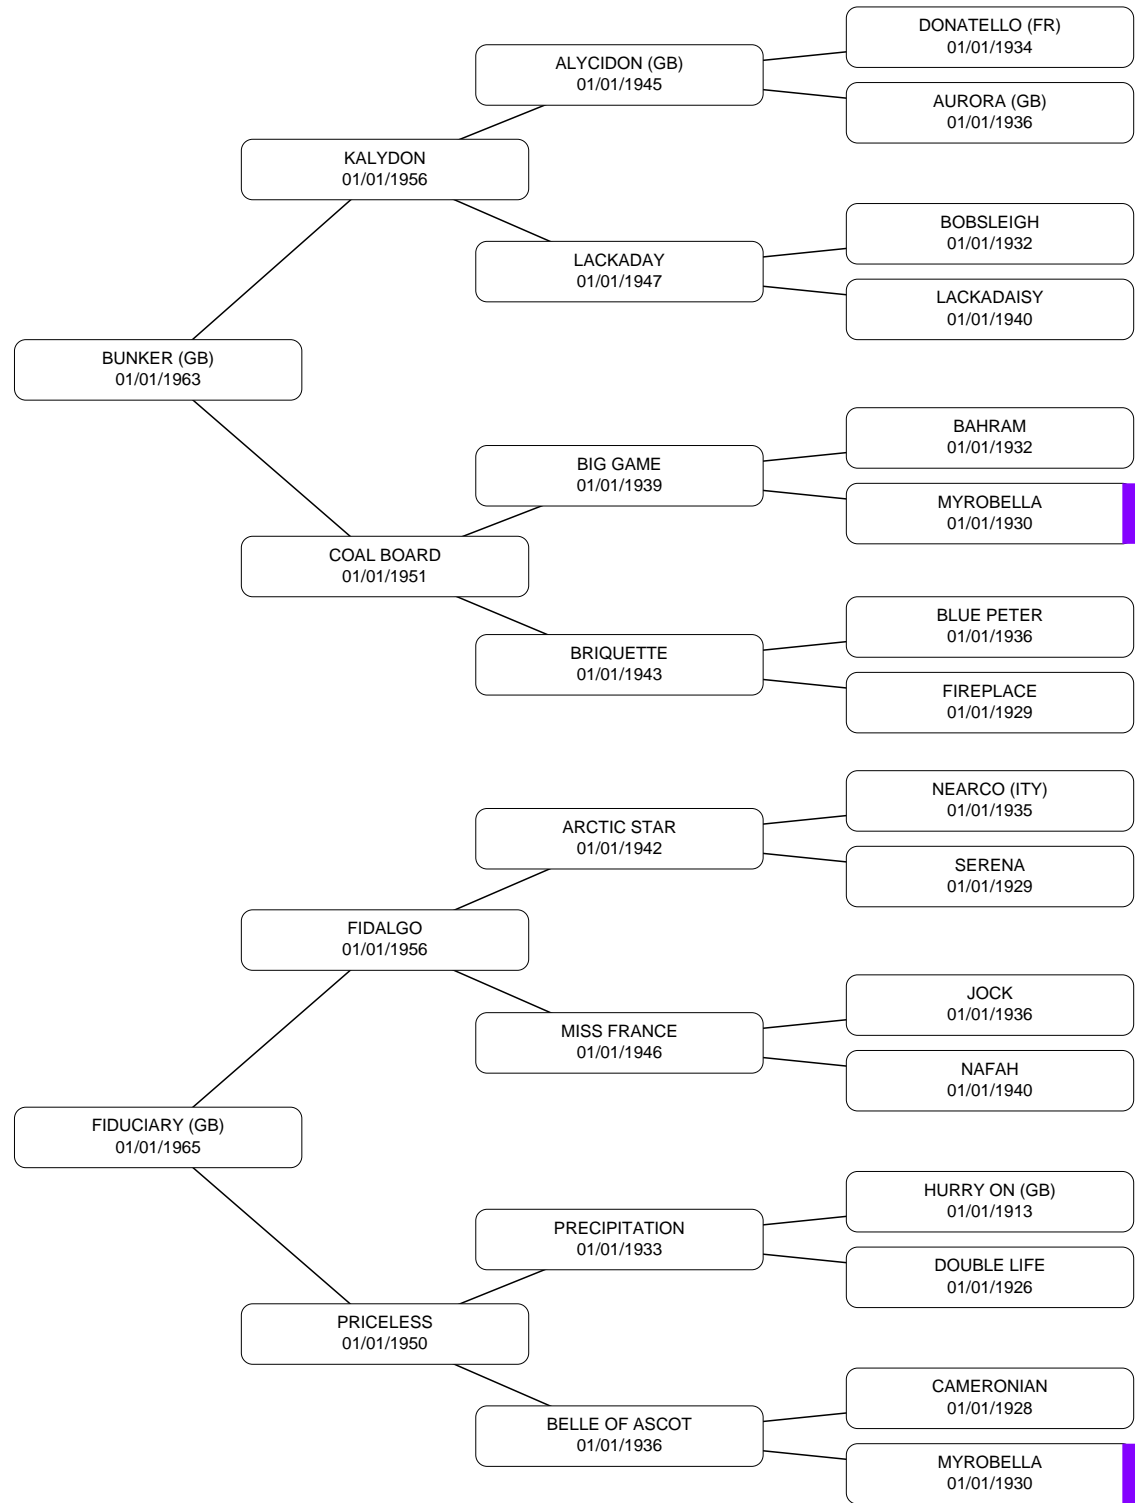 DONATELLO (FR)
01/01/1934
ALYCIDON (GB)
01/01/1945
AURORA (GB)
01/01/1936
KALYDON
01/01/1956
BOBSLEIGH
01/01/1932
LACKADAY
01/01/1947
LACKADAISY
01/01/1940
BUNKER (GB)
01/01/1963
BAHRAM
01/01/1932
BIG GAME
01/01/1939
MYROBELLA
01/01/1930
COAL BOARD
01/01/1951
BLUE PETER
01/01/1936
BRIQUETTE
01/01/1943
FIREPLACE
01/01/1929
NEARCO (ITY)
01/01/1935
ARCTIC STAR
01/01/1942
SERENA
01/01/1929
FIDALGO
01/01/1956
JOCK
01/01/1936
MISS FRANCE
01/01/1946
NAFAH
01/01/1940
FIDUCIARY (GB)
01/01/1965
HURRY ON (GB)
01/01/1913
PRECIPITATION
01/01/1933
DOUBLE LIFE
01/01/1926
PRICELESS
01/01/1950
CAMERONIAN
01/01/1928
BELLE OF ASCOT
01/01/1936
MYROBELLA
01/01/1930